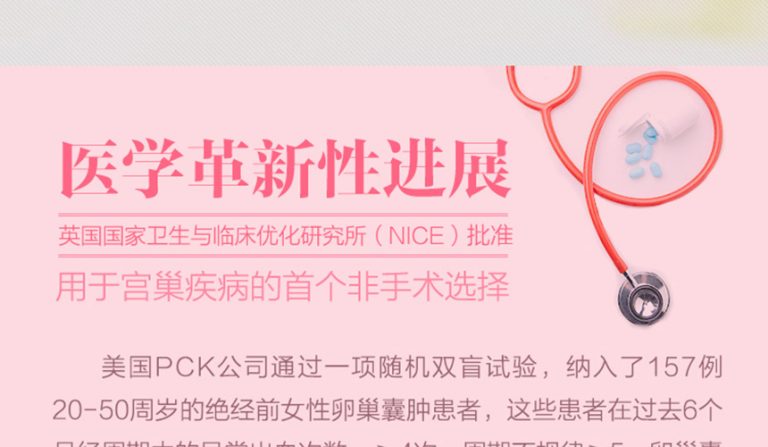 医学革新性进展
英国国家卫生与临床优化研究所（NICE）批准
用于宫巢疾病的首个非手术选择
美国PCK公司通过一项随机双盲试验，纳入了157例
20-50周岁的绝经前女性卵巢囊肿患者，这些患者在过去6个